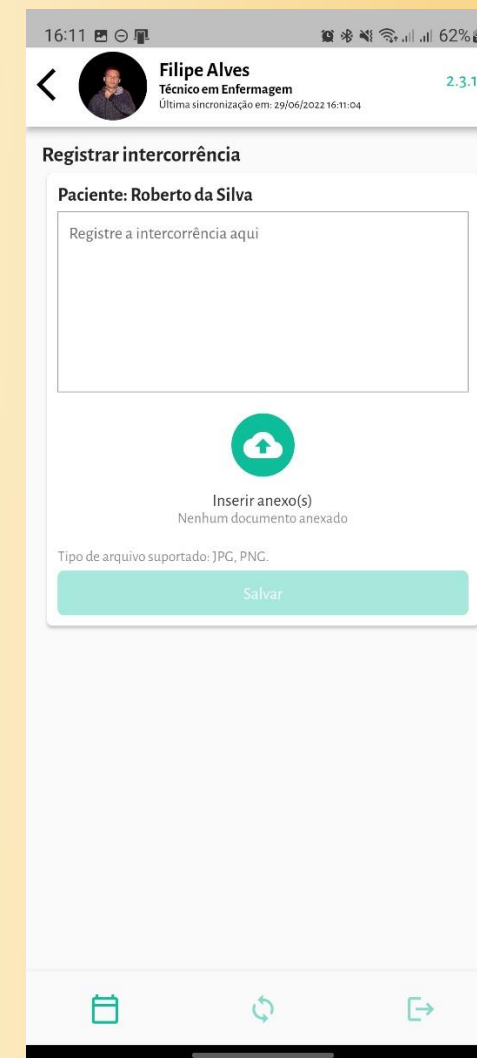 16:11 62%
Filipe Alves
Técnico em Enfermagem
Última sincronização em: 29/06/2022 16:11:04
2.3.1
Registrar intercorrência
Paciente: Roberto da Silva
Registre a intercorrência aqui
Inserir anexo(s)
Nenhum documento anexado
Tipo de arquivo suportado: JPG, PNG.
Salvar